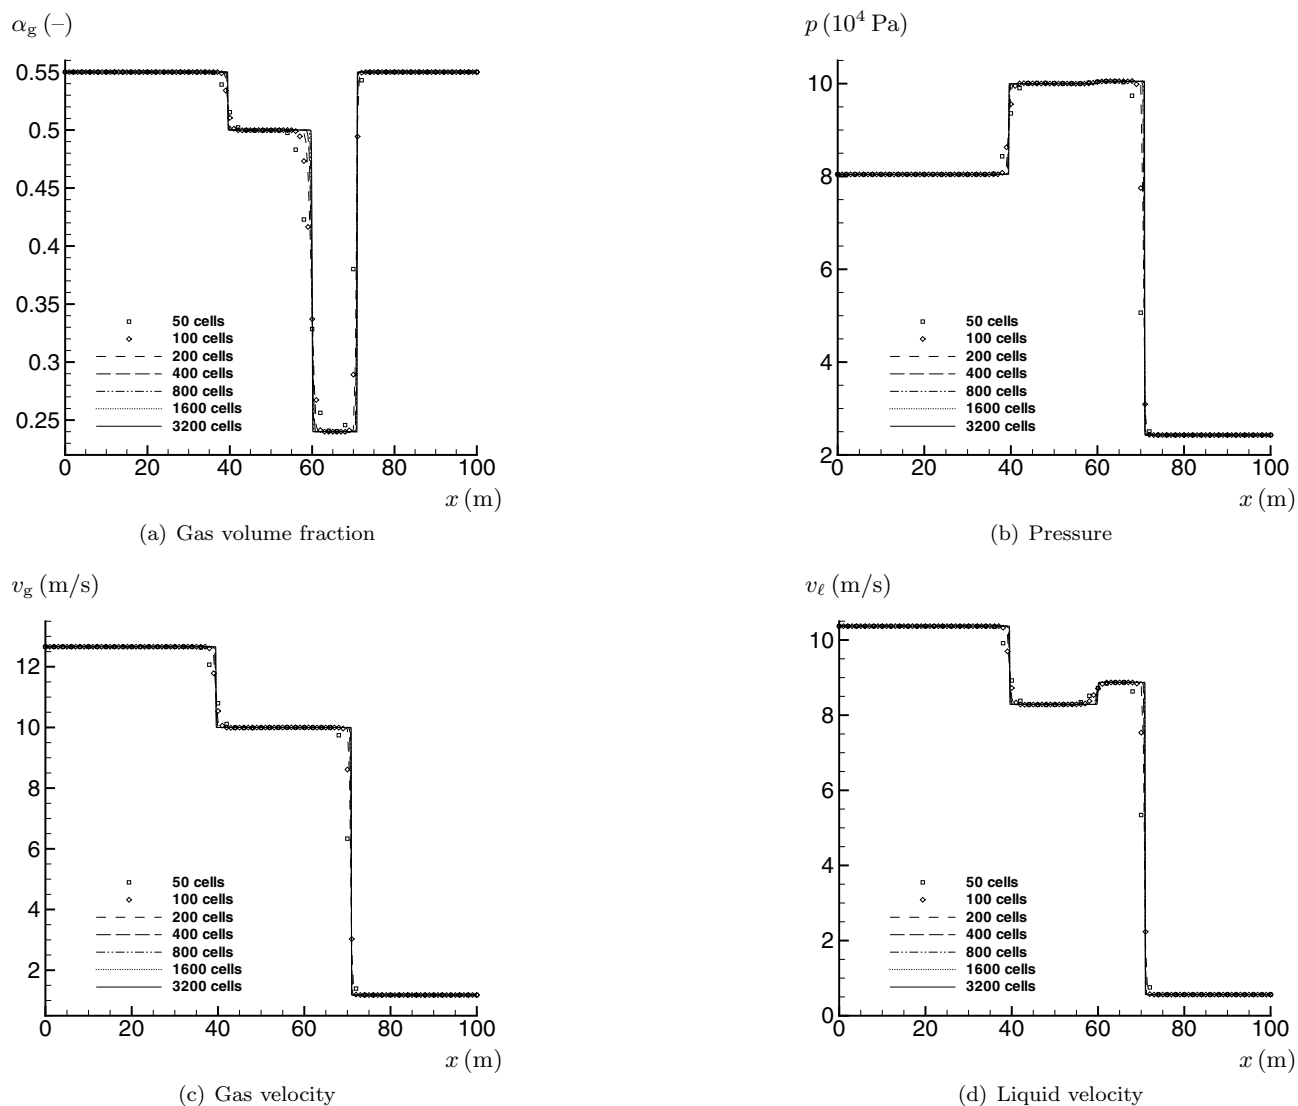 α_g (–)
0.55
0.5
0.45
0.4
0.35
0.3
0.25
50 cells
100 cells
200 cells
400 cells
800 cells
1600 cells
3200 cells
0 20 40 60 80 100
x (m)
(a) Gas volume fraction
p (10^4 Pa)
10
8
6
4
2
50 cells
100 cells
200 cells
400 cells
800 cells
1600 cells
3200 cells
0 20 40 60 80 100
x (m)
(b) Pressure
v_g (m/s)
12
10
8
6
4
2
50 cells
100 cells
200 cells
400 cells
800 cells
1600 cells
3200 cells
0 20 40 60 80 100
x (m)
(c) Gas velocity
v_ℓ (m/s)
10
8
6
4
2
0
50 cells
100 cells
200 cells
400 cells
800 cells
1600 cells
3200 cells
0 20 40 60 80 100
x (m)
(d) Liquid velocity